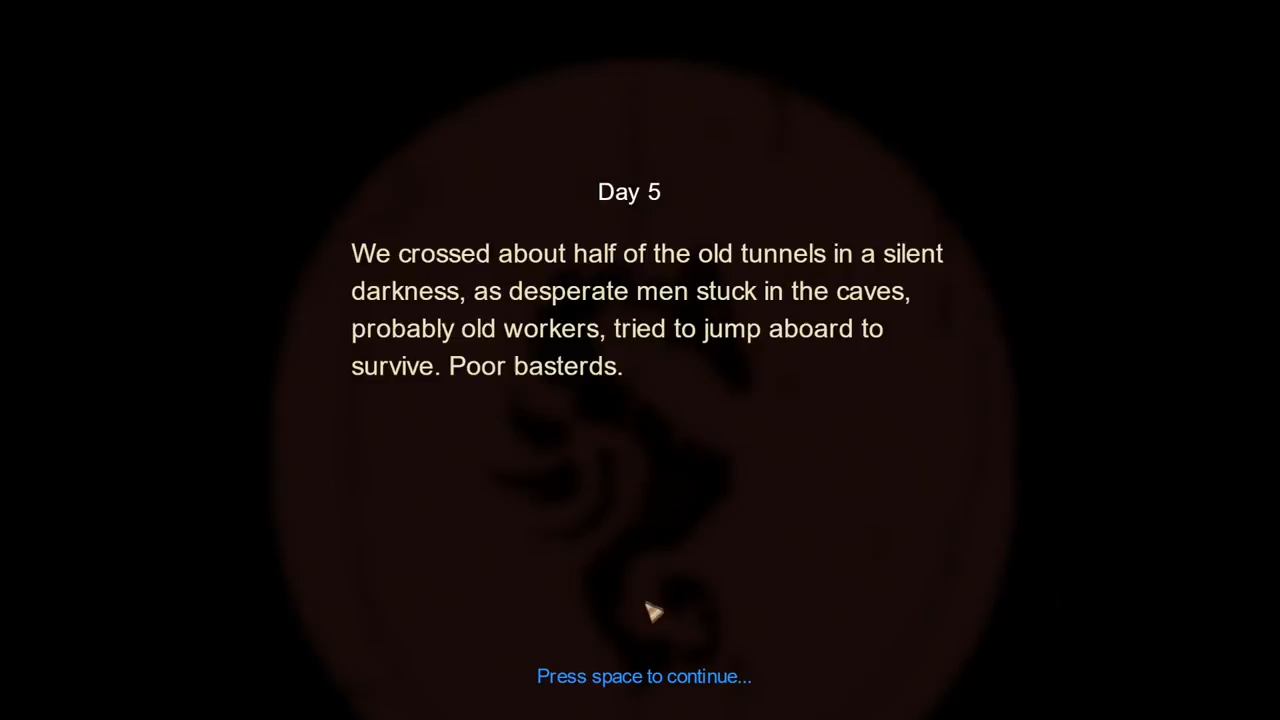 Day 5
We crossed about half of the old tunnels in a silent
darkness, as desperate men stuck in the caves,
probably old workers, tried to jump aboard to
survive. Poor basterds.
Press space to continue...